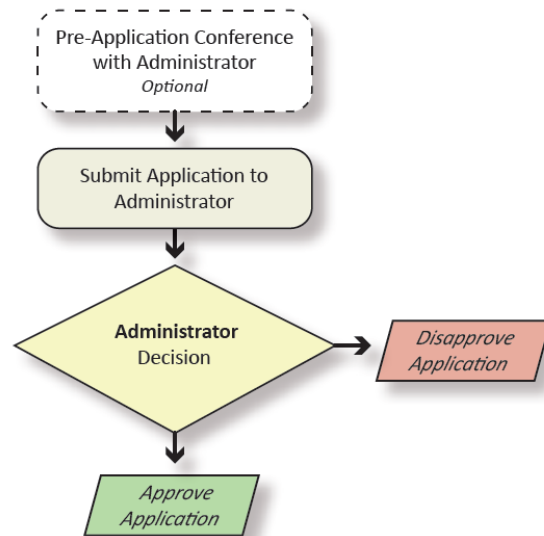 Pre-Application Conference
with Administrator
Optional
Submit Application to
Administrator
Administrator
Decision
Disapprove
Application
Approve
Application